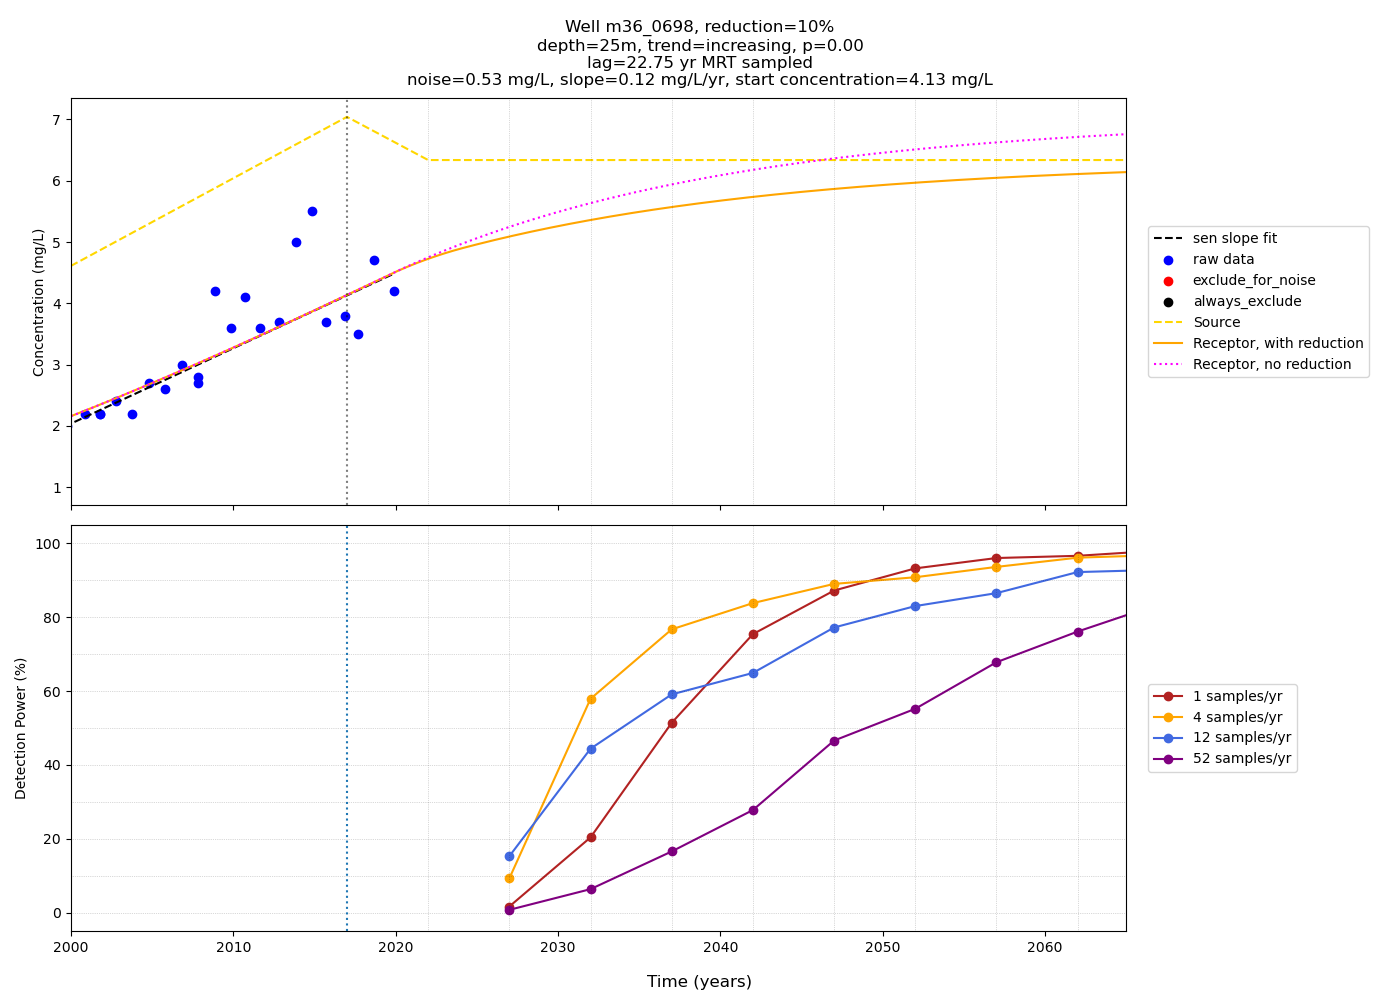 Well m36_0698, reduction=10%
depth=25m, trend=increasing, p=0.00
lag=22.75 yr MRT sampled
noise=0.53 mg/L, slope=0.12 mg/L/yr, start concentration=4.13 mg/L
7
6
5
4
3
2
1
Concentration (mg/L)
sen slope fit
raw data
exclude_for_noise
always_exclude
Source
Receptor, with reduction
Receptor, no reduction
100
80
60
40
20
0
Detection Power (%)
1 samples/yr
4 samples/yr
12 samples/yr
52 samples/yr
2000 2010 2020 2030 2040 2050 2060
Time (years)